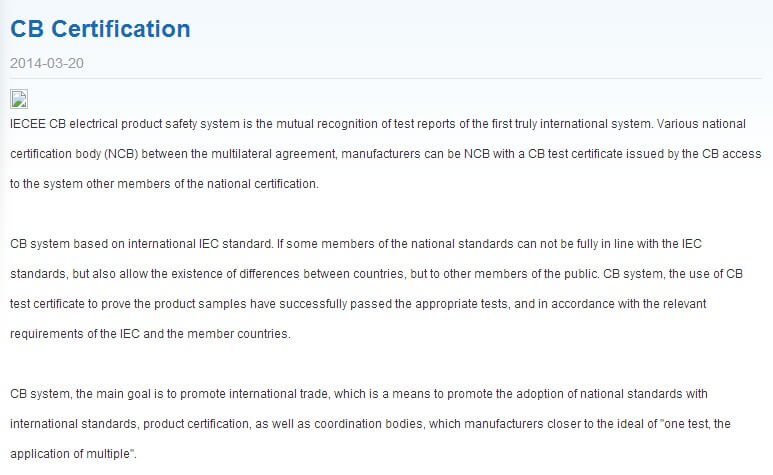 CB Certification
2014-03-20
IECEE CB electrical product safety system is the mutual recognition of test reports of the first truly international system. Various national
certification body (NCB) between the multilateral agreement, manufacturers can be NCB with a CB test certificate issued by the CB access
to the system other members of the national certification.
CB system based on international IEC standard. If some members of the national standards can not be fully in line with the IEC
standards, but also allow the existence of differences between countries, but to other members of the public. CB system, the use of CB
test certificate to prove the product samples have successfully passed the appropriate tests, and in accordance with the relevant
requirements of the IEC and the member countries.
CB system, the main goal is to promote international trade, which is a means to promote the adoption of national standards with
international standards, product certification, as well as coordination bodies, which manufacturers closer to the ideal of "one test, the
application of multiple".